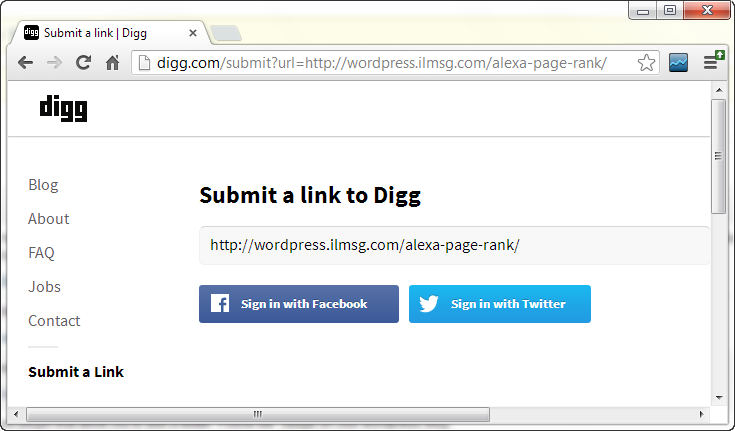 Submit a link | Digg
digg.com/submit?url=http://wordpress.ilmsg.com/alexa-page-rank/
digg
Blog
About
FAQ
Jobs
Contact
Submit a Link
Submit a link to Digg
http://wordpress.ilmsg.com/alexa-page-rank/
Sign in with Facebook
Sign in with Twitter